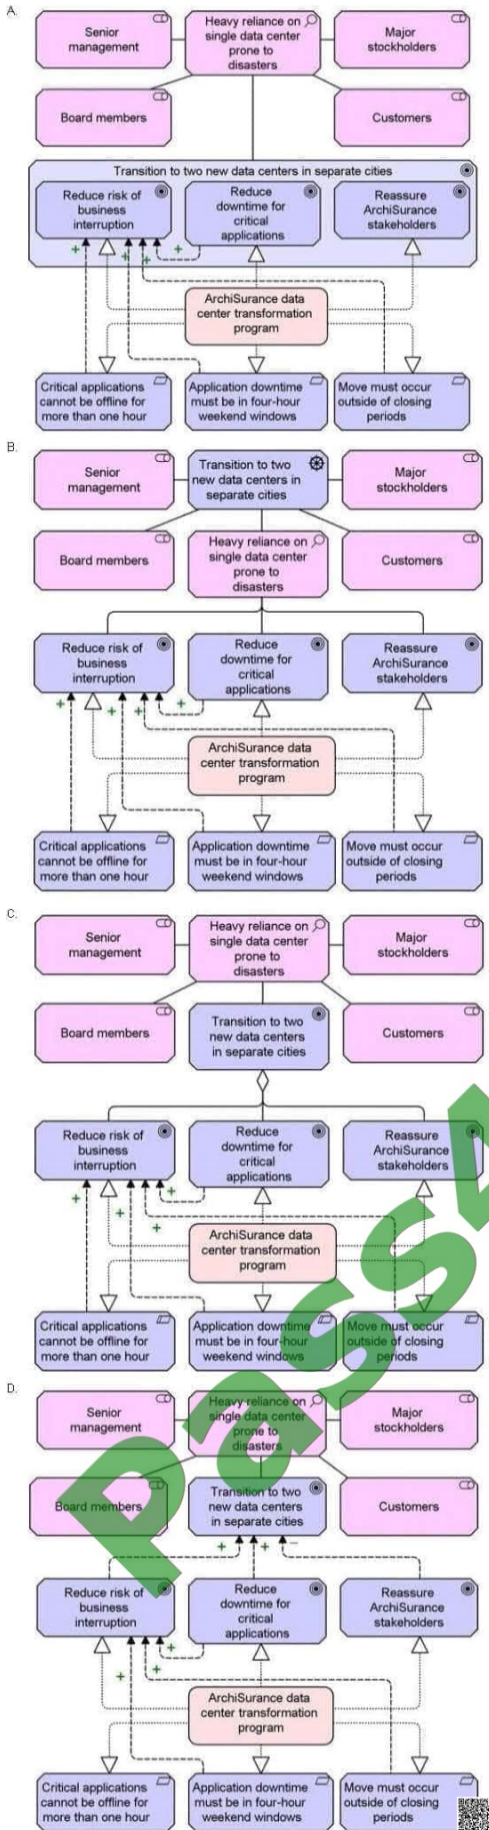 A.
Senior
management
Heavy reliance on
single data center
prone to
disasters
Major
stockholders
Board members
Customers
Transition to two new data centers in separate cities
Reduce risk of
business
interruption
Reduce
downtime for
critical
applications
Reassure
ArchiSurance
stakeholders
+
+
+
+
ArchiSurance data
center transformation
program
Critical applications
cannot be offline for
more than one hour
Application downtime
must be in four-hour
weekend windows
Move must occur
outside of closing
periods
B.
Senior
management
Transition to two
new data centers in
separate cities
Major
stockholders
Board members
Heavy reliance on
single data center
prone to
disasters
Customers
Reduce risk of
business
interruption
Reduce
downtime for
critical
applications
Reassure
ArchiSurance
stakeholders
+
+
+
+
ArchiSurance data
center transformation
program
Critical applications
cannot be offline for
more than one hour
Application downtime
must be in four-hour
weekend windows
Move must occur
outside of closing
periods
C.
Senior
management
Heavy reliance on
single data center
prone to
disasters
Major
stockholders
Board members
Transition to two
new data centers
in separate cities
Customers
Reduce risk of
business
interruption
Reduce
downtime for
critical
applications
Reassure
ArchiSurance
stakeholders
+
+
+
+
ArchiSurance data
center transformation
program
Critical applications
cannot be offline for
more than one hour
Application downtime
must be in four-hour
weekend windows
Move must occur
outside of closing
periods
D.
Senior
management
Heavy reliance on
single data center
prone to
disasters
Major
stockholders
Board members
Transition to two
new data centers
in separate cities
Customers
+
+
−
Reduce risk of
business
interruption
Reduce
downtime for
critical
applications
Reassure
ArchiSurance
stakeholders
+
+
+
ArchiSurance data
center transformation
program
Critical applications
cannot be offline for
more than one hour
Application downtime
must be in four-hour
weekend windows
Move must occur
outside of closing
periods
Pass4